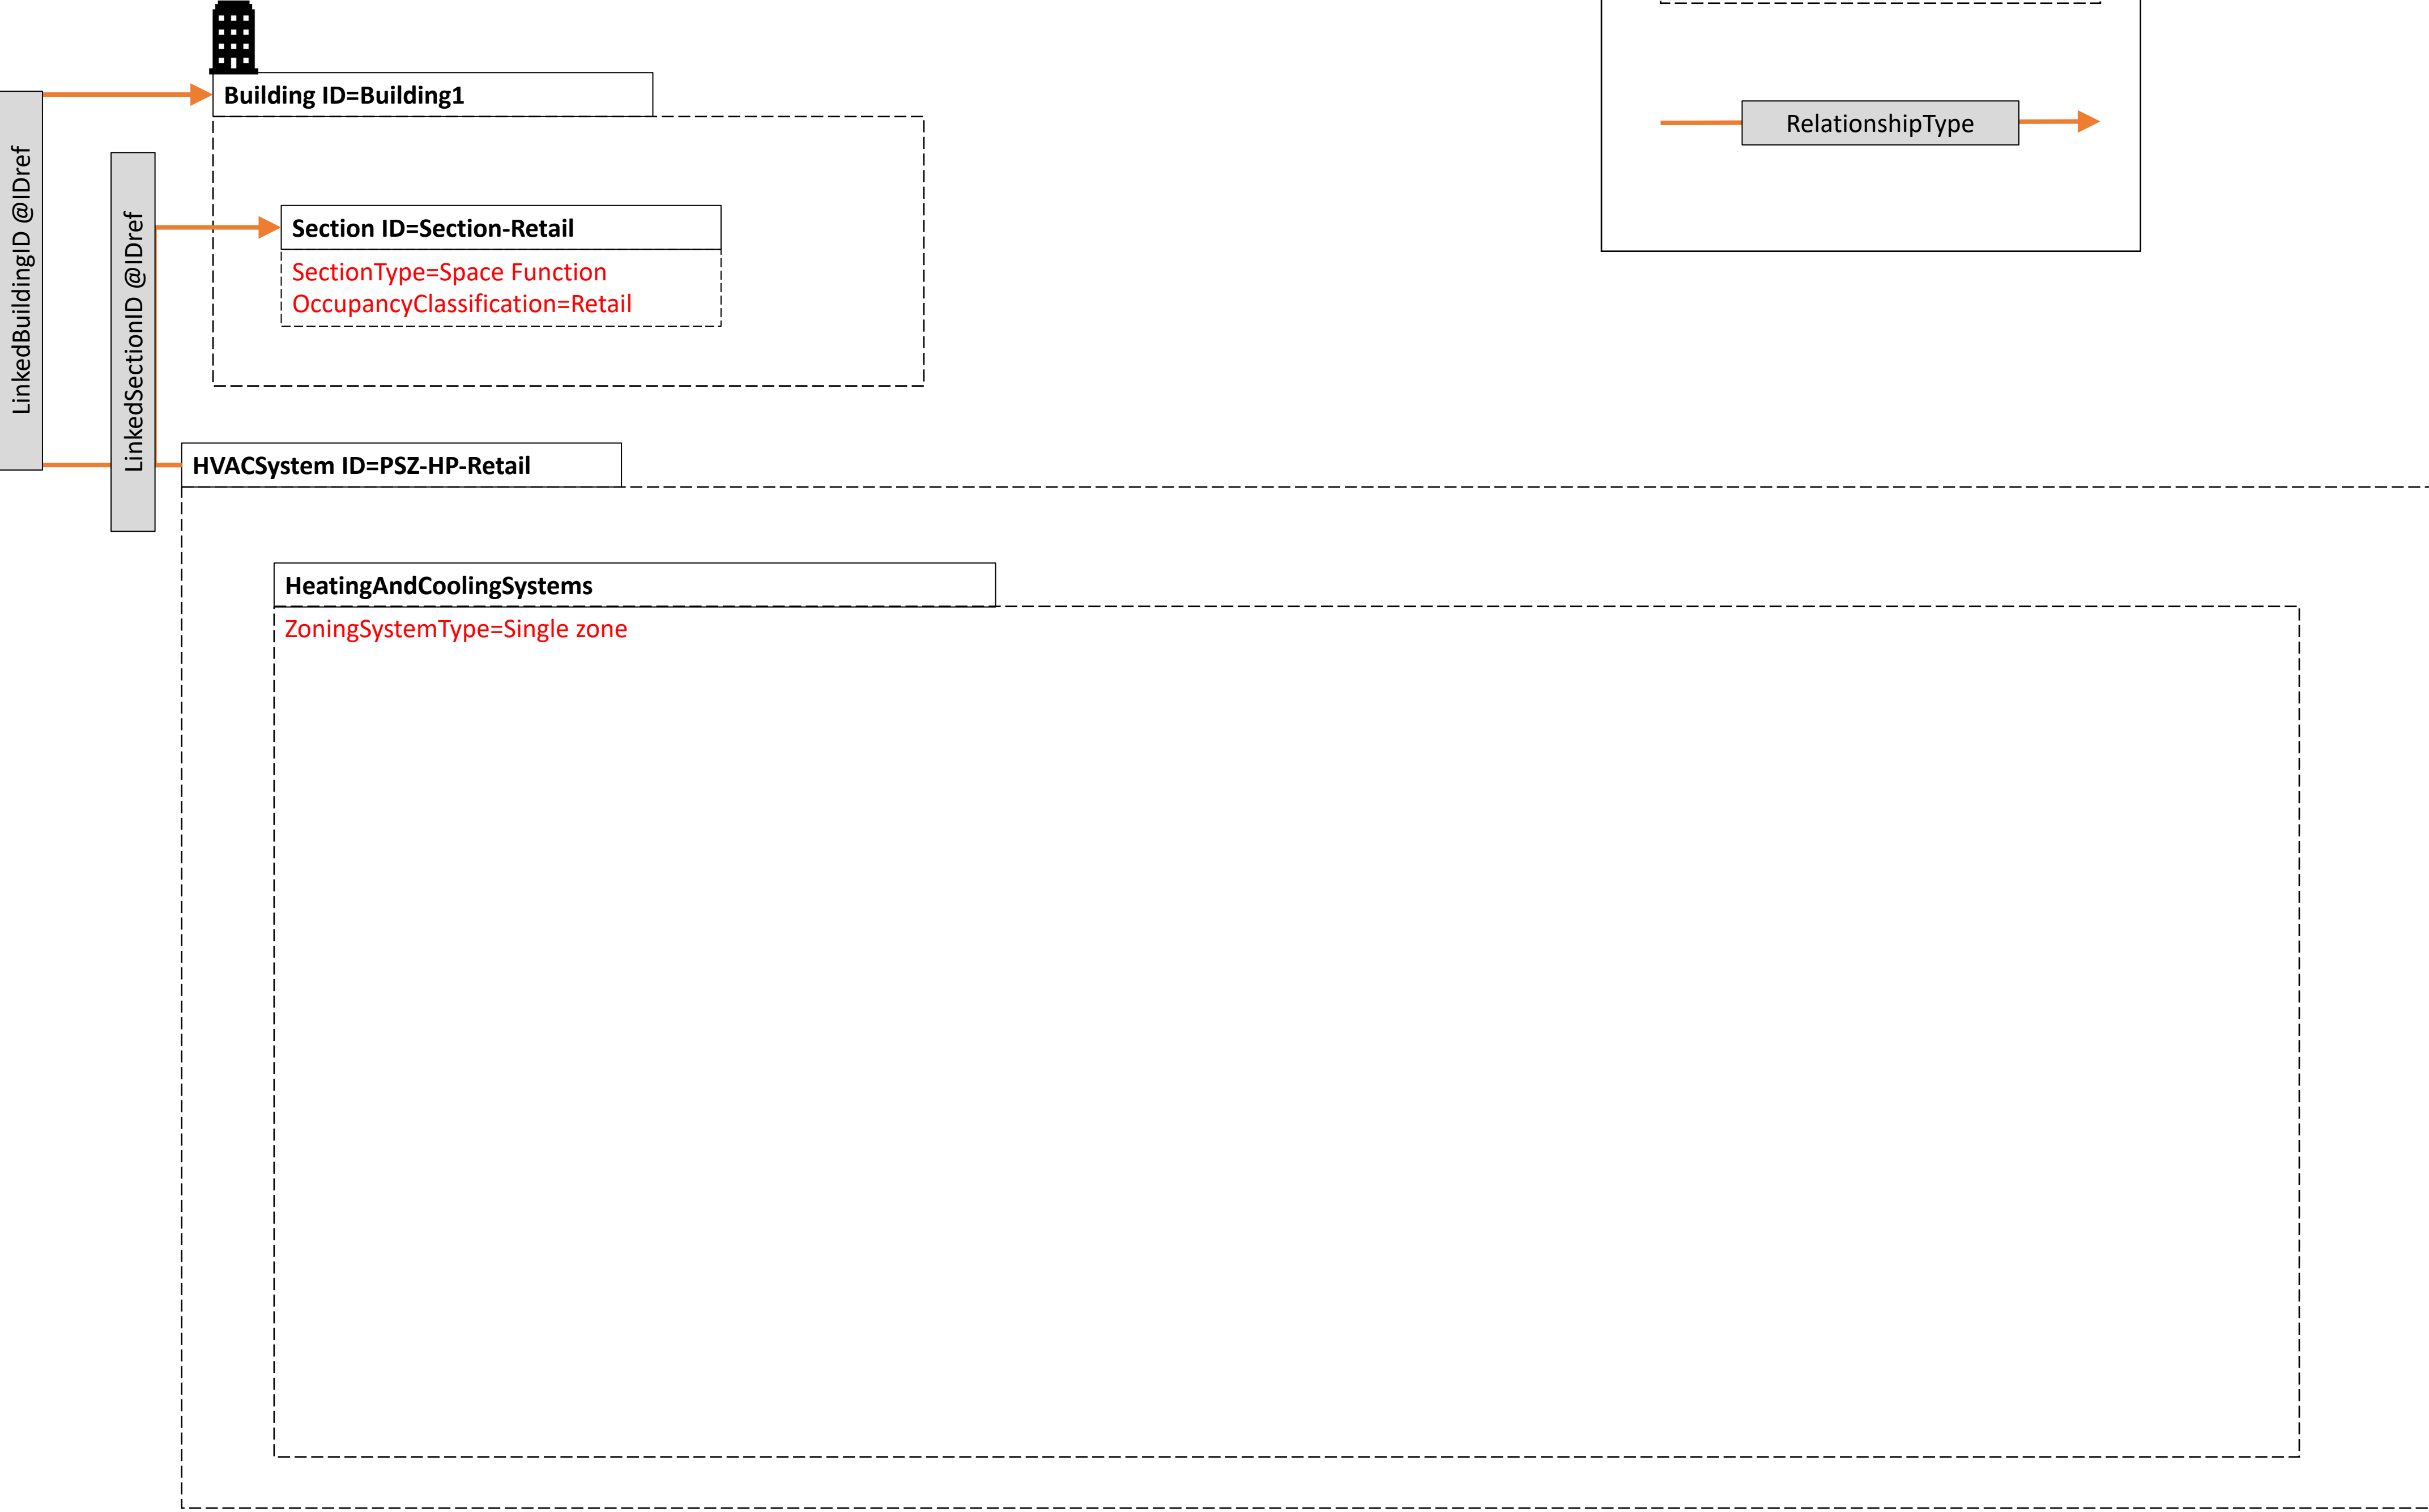 Building ID=Building1
RelationshipType
LinkedBuildingID @IDref
LinkedSectionID @IDref
Section ID=Section-Retail
SectionType=Space Function
OccupancyClassification=Retail
HVACSystem ID=PSZ-HP-Retail
HeatingAndCoolingSystems
ZoningSystemType=Single zone